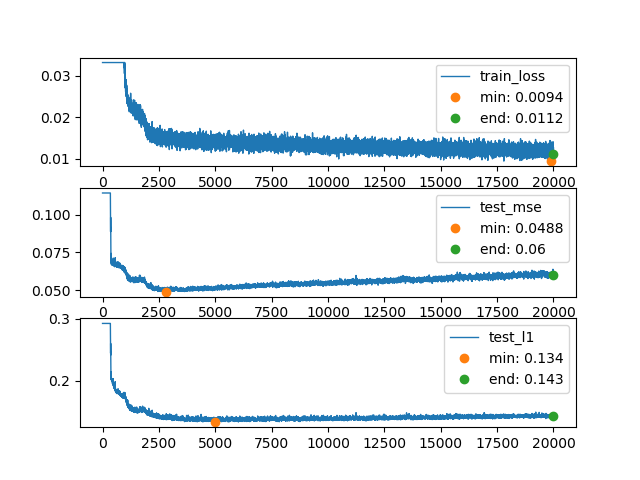 0.03
0.02
0.01
train_loss
min: 0.0094
end: 0.0112
0 2500 5000 7500 10000 12500 15000 17500 20000
0.100
0.075
0.050
test_mse
min: 0.0488
end: 0.06
0 2500 5000 7500 10000 12500 15000 17500 20000
0.3
0.2
test_l1
min: 0.134
end: 0.143
0 2500 5000 7500 10000 12500 15000 17500 20000